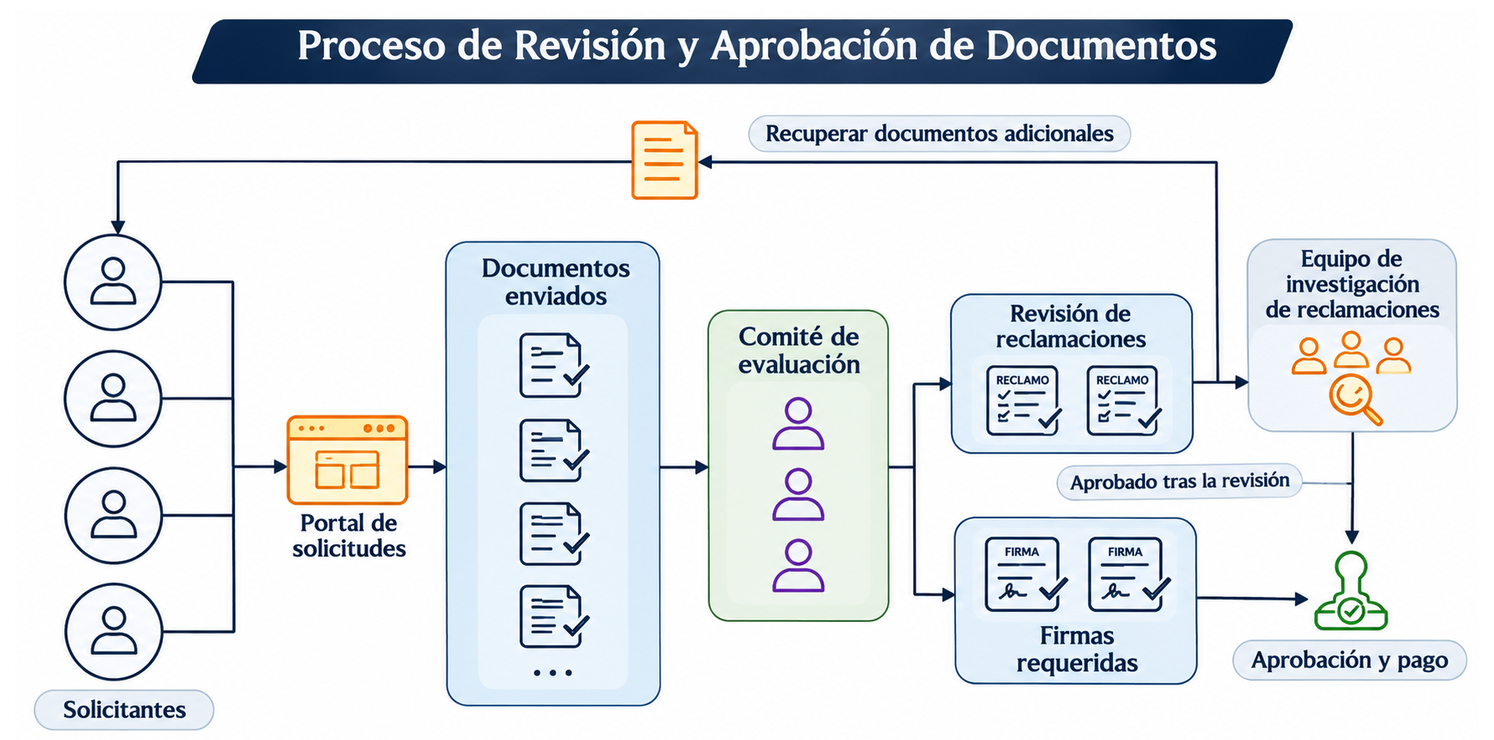 Proceso de Revisión y Aprobación de Documentos
Recuperar documentos adicionales
Solicitantes
Portal de
solicitudes
Documentos
enviados
...
Comité de
evaluación
Revisión de
reclamaciones
RECLAMO
RECLAMO
Equipo de
investigación
de reclamaciones
Aprobado tras la revisión
FIRMA
FIRMA
Firmas
requeridas
Aprobación y pago